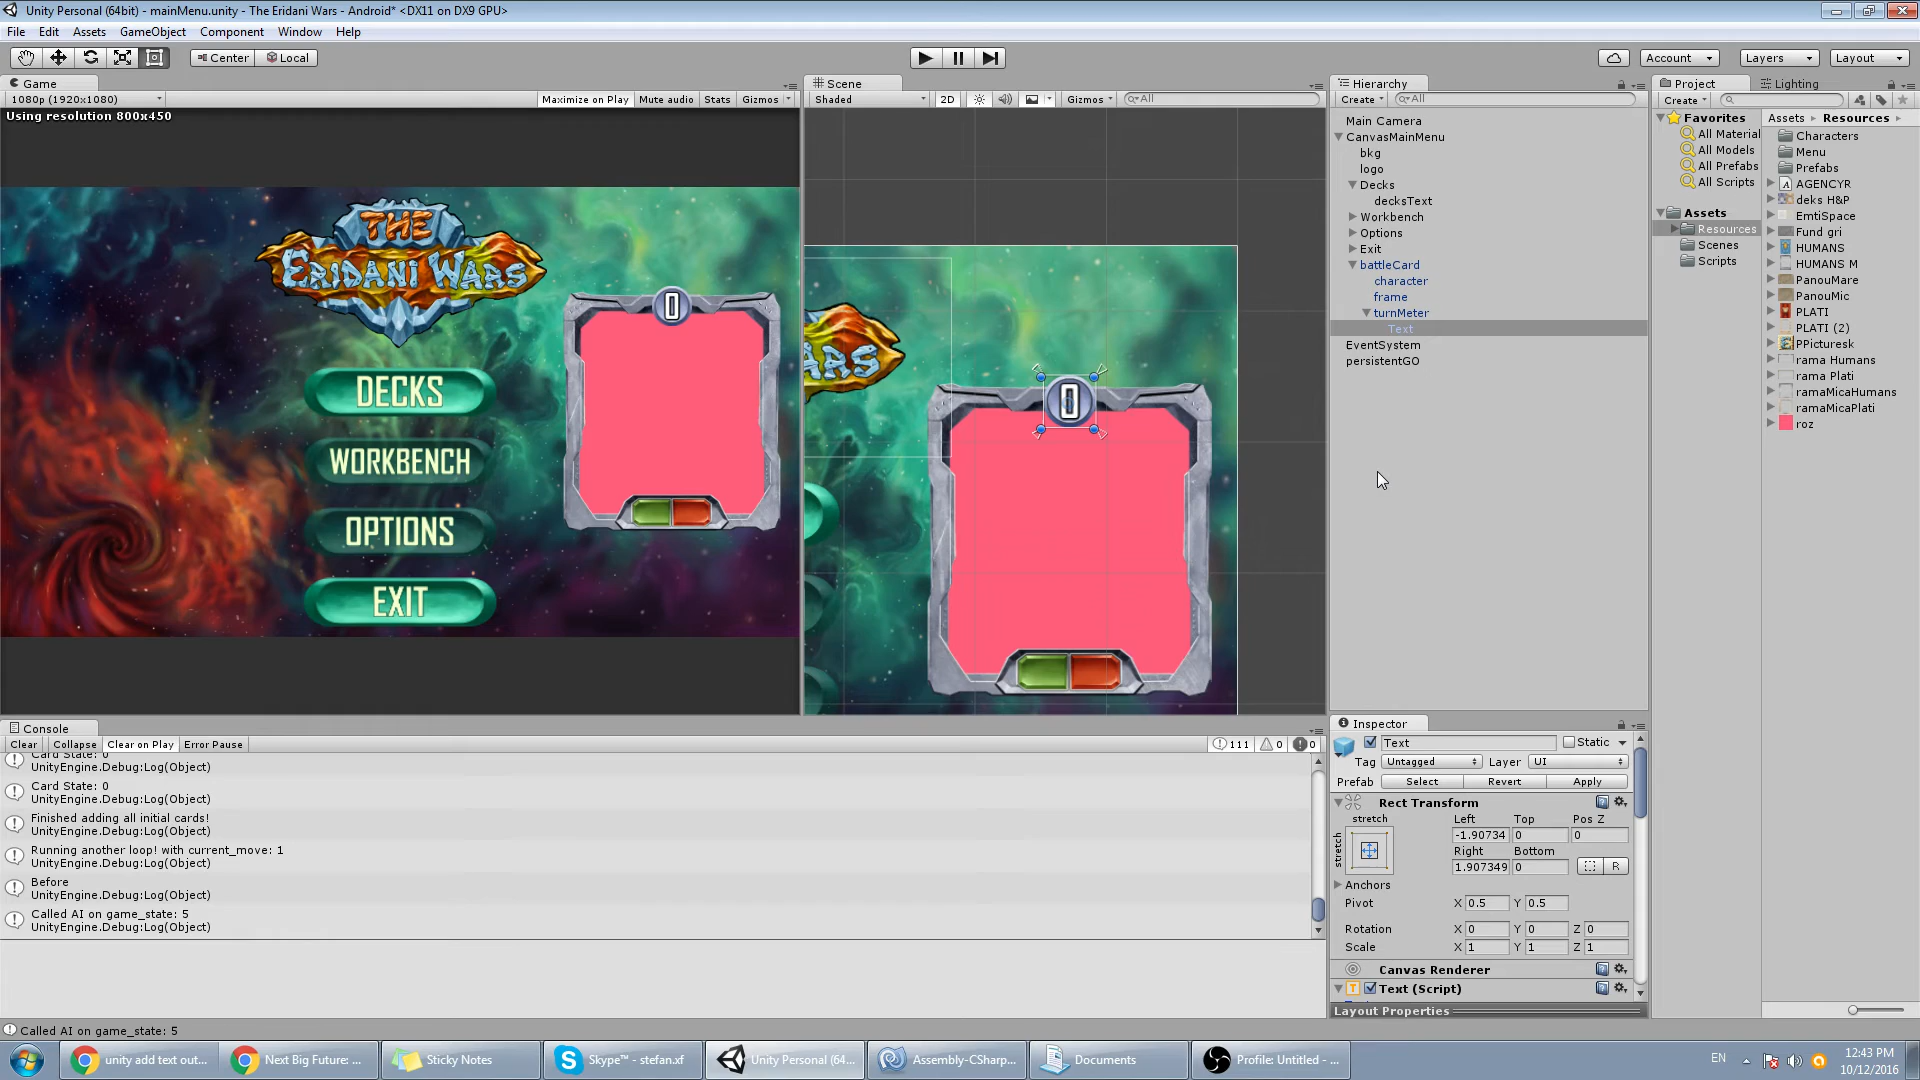 Unity Personal (64bit) - mainMenu.unity - The Eridani Wars - Android* <DX11 on DX9 GPU>
File Edit Assets GameObject Component Window Help
Center Local
Account Layers Layout
Game
1080p (1920x1080) Maximize on Play Mute audio Stats Gizmos
Using resolution 800x450
THE
ERIDANI WARS
0
DECKS
WORKBENCH
OPTIONS
EXIT
Scene
Shaded 2D Gizmos All
ARS
0
Hierarchy
Create All
Main Camera
CanvasMainMenu
bkg
logo
Decks
decksText
Workbench
Options
Exit
battleCard
character
frame
turnMeter
Text
EventSystem
persistentGO
Project Lighting
Create
Favorites
All Material
All Models
All Prefabs
All Scripts
Assets
Resources
Scenes
Scripts
Assets Resources
Characters
Menu
Prefabs
AGENCYR
deks H&P
EmtiSpace
Fund gri
HUMANS
HUMANS M
PanouMare
PanouMic
PLATI
PLATI (2)
PPicturesk
rama Humans
rama Plati
ramaMicaHumans
ramaMicaPlati
roz
Console
Clear Collapse Clear on Play Error Pause 111 0 0
Card State: 0
UnityEngine.Debug:Log(Object)
Card State: 0
UnityEngine.Debug:Log(Object)
Finished adding all initial cards!
UnityEngine.Debug:Log(Object)
Running another loop! with current_move: 1
UnityEngine.Debug:Log(Object)
Before
UnityEngine.Debug:Log(Object)
Called AI on game_state: 5
UnityEngine.Debug:Log(Object)
Called AI on game_state: 5
Inspector
Text Static
Tag Untagged Layer UI
Prefab Select Revert Apply
Rect Transform
stretch Left Top Pos Z
stretch -1.90734 0 0
Right Bottom
1.907349 0 R
Anchors
Pivot X 0.5 Y 0.5
Rotation X 0 Y 0 Z 0
Scale X 1 Y 1 Z 1
Canvas Renderer
Text (Script)
Layout Properties
unity add text out... Next Big Future: ... Sticky Notes Skype™ - stefan.xf Unity Personal (64... Assembly-CSharp... Documents Profile: Untitled - ...
EN 12:43 PM
10/12/2016